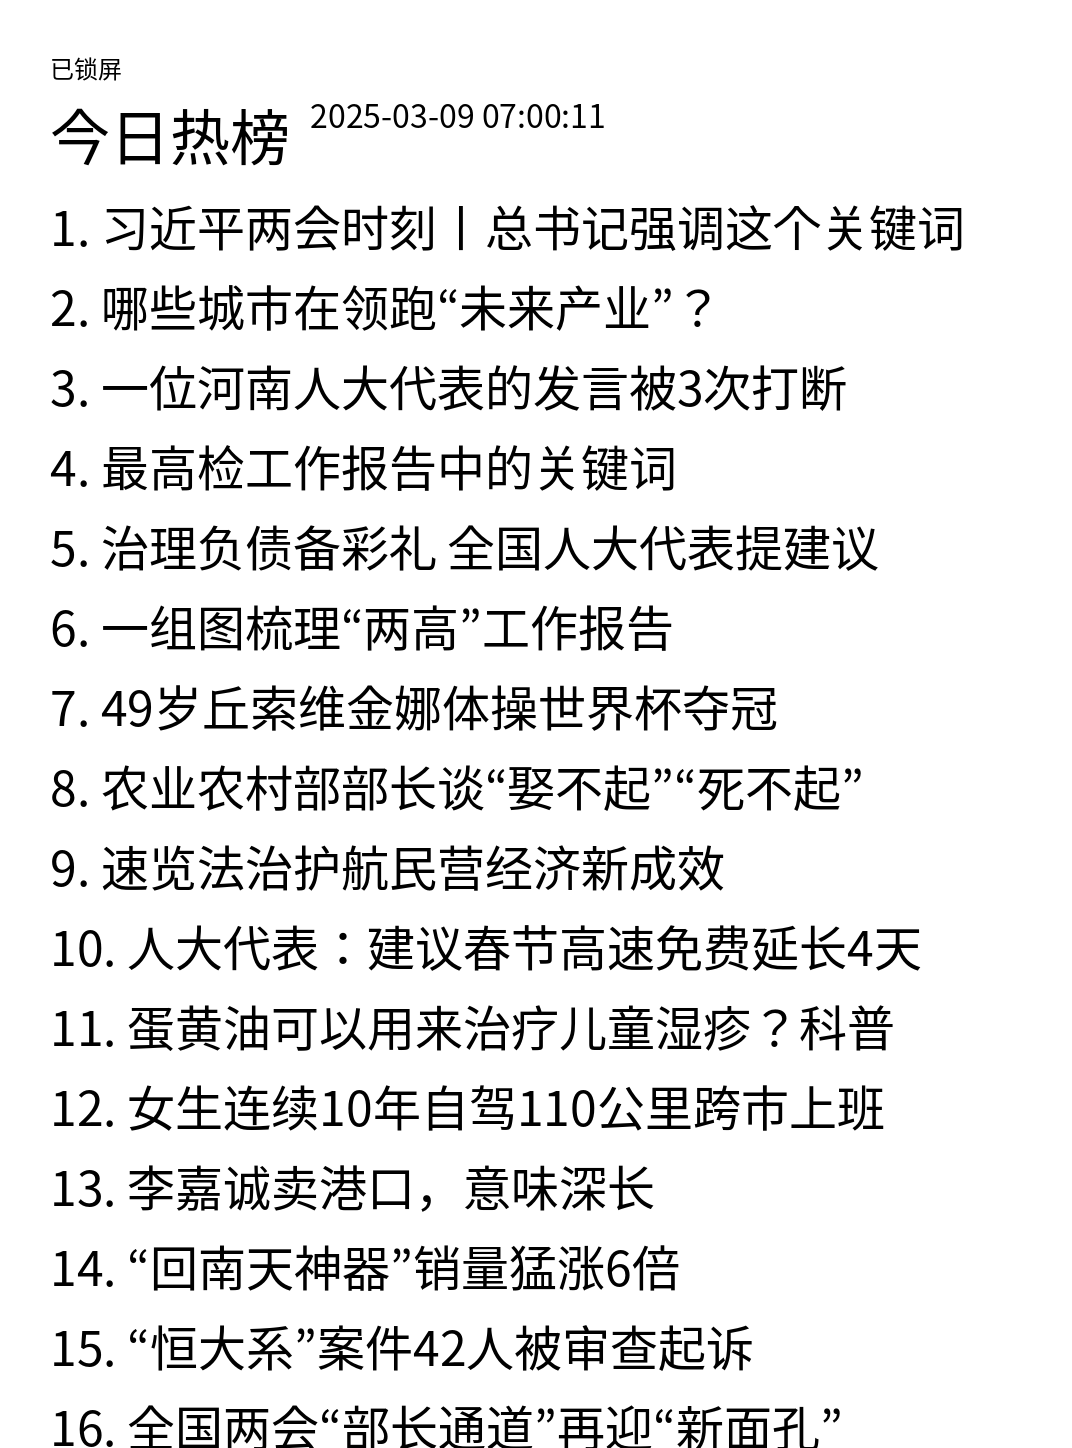 已锁屏
今日热榜 2025-03-09 07:00:11
1. 习近平两会时刻丨总书记强调这个关键词
2. 哪些城市在领跑“未来产业”？
3. 一位河南人大代表的发言被3次打断
4. 最高检工作报告中的关键词
5. 治理负债备彩礼 全国人大代表提建议
6. 一组图梳理“两高”工作报告
7. 49岁丘索维金娜体操世界杯夺冠
8. 农业农村部部长谈“娶不起”“死不起”
9. 速览法治护航民营经济新成效
10. 人大代表：建议春节高速免费延长4天
11. 蛋黄油可以用来治疗儿童湿疹？科普
12. 女生连续10年自驾110公里跨市上班
13. 李嘉诚卖港口，意味深长
14. “回南天神器”销量猛涨6倍
15. “恒大系”案件42人被审查起诉
16. 全国两会“部长通道”再迎“新面孔”